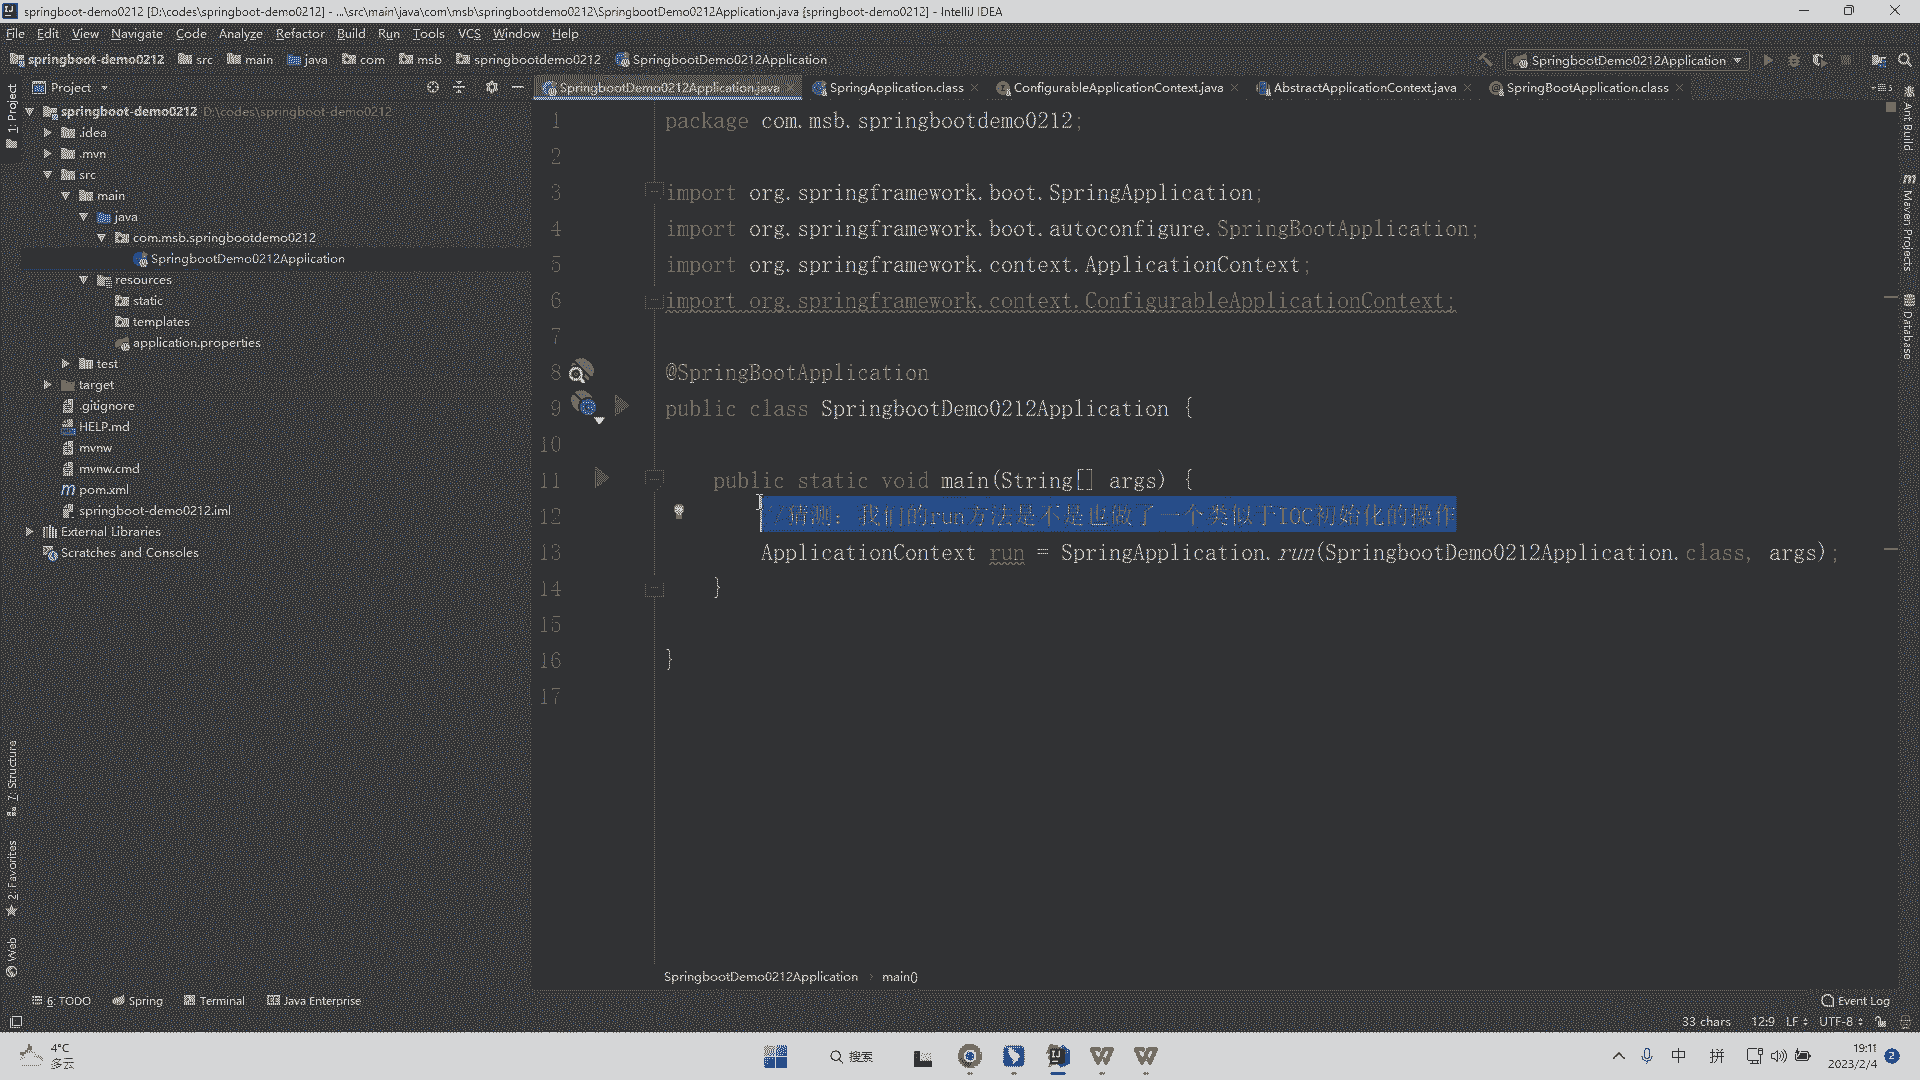 springboot-demo0212 [D:\codes\springboot-demo0212] - ...\src\main\java\com\msb\springbootdemo0212\SpringbootDemo0212Application.java [springboot-demo0212] - IntelliJ IDEA
File Edit View Navigate Code Analyze Refactor Build Run Tools VCS Window Help
springboot-demo0212 src main java com msb springbootdemo0212 SpringbootDemo0212Application
SpringbootDemo0212Application
Project
SpringbootDemo0212Application.java SpringApplication.class ConfigurableApplicationContext.java AbstractApplicationContext.java SpringBootApplication.class
springboot-demo0212 D:\codes\springboot-demo0212
.idea
.mvn
src
main
java
com.msb.springbootdemo0212
SpringbootDemo0212Application
resources
static
templates
application.properties
test
target
.gitignore
HELP.md
mvnw
mvnw.cmd
pom.xml
springboot-demo0212.iml
External Libraries
Scratches and Consoles
1: Project
7: Structure
2: Favorites
Web
1 package com.msb.springbootdemo0212;
2
3 import org.springframework.boot.SpringApplication;
4 import org.springframework.boot.autoconfigure.SpringBootApplication;
5 import org.springframework.context.ApplicationContext;
6 import org.springframework.context.ConfigurableApplicationContext;
7
8 @SpringBootApplication
9 public class SpringbootDemo0212Application {
10
11 public static void main(String[] args) {
12 //猜测：我们的run方法是不是也做了一个类似于IOC初始化的操作
13 ApplicationContext run = SpringApplication.run(SpringbootDemo0212Application.class, args);
14 }
15
16 }
17
Ant Build
Maven Projects
Database
SpringbootDemo0212Application › main()
6: TODO Spring Terminal Java Enterprise
Event Log
33 chars 12:9 LF UTF-8
4°C
多云
搜索
中 拼
19:11
2023/2/4
2